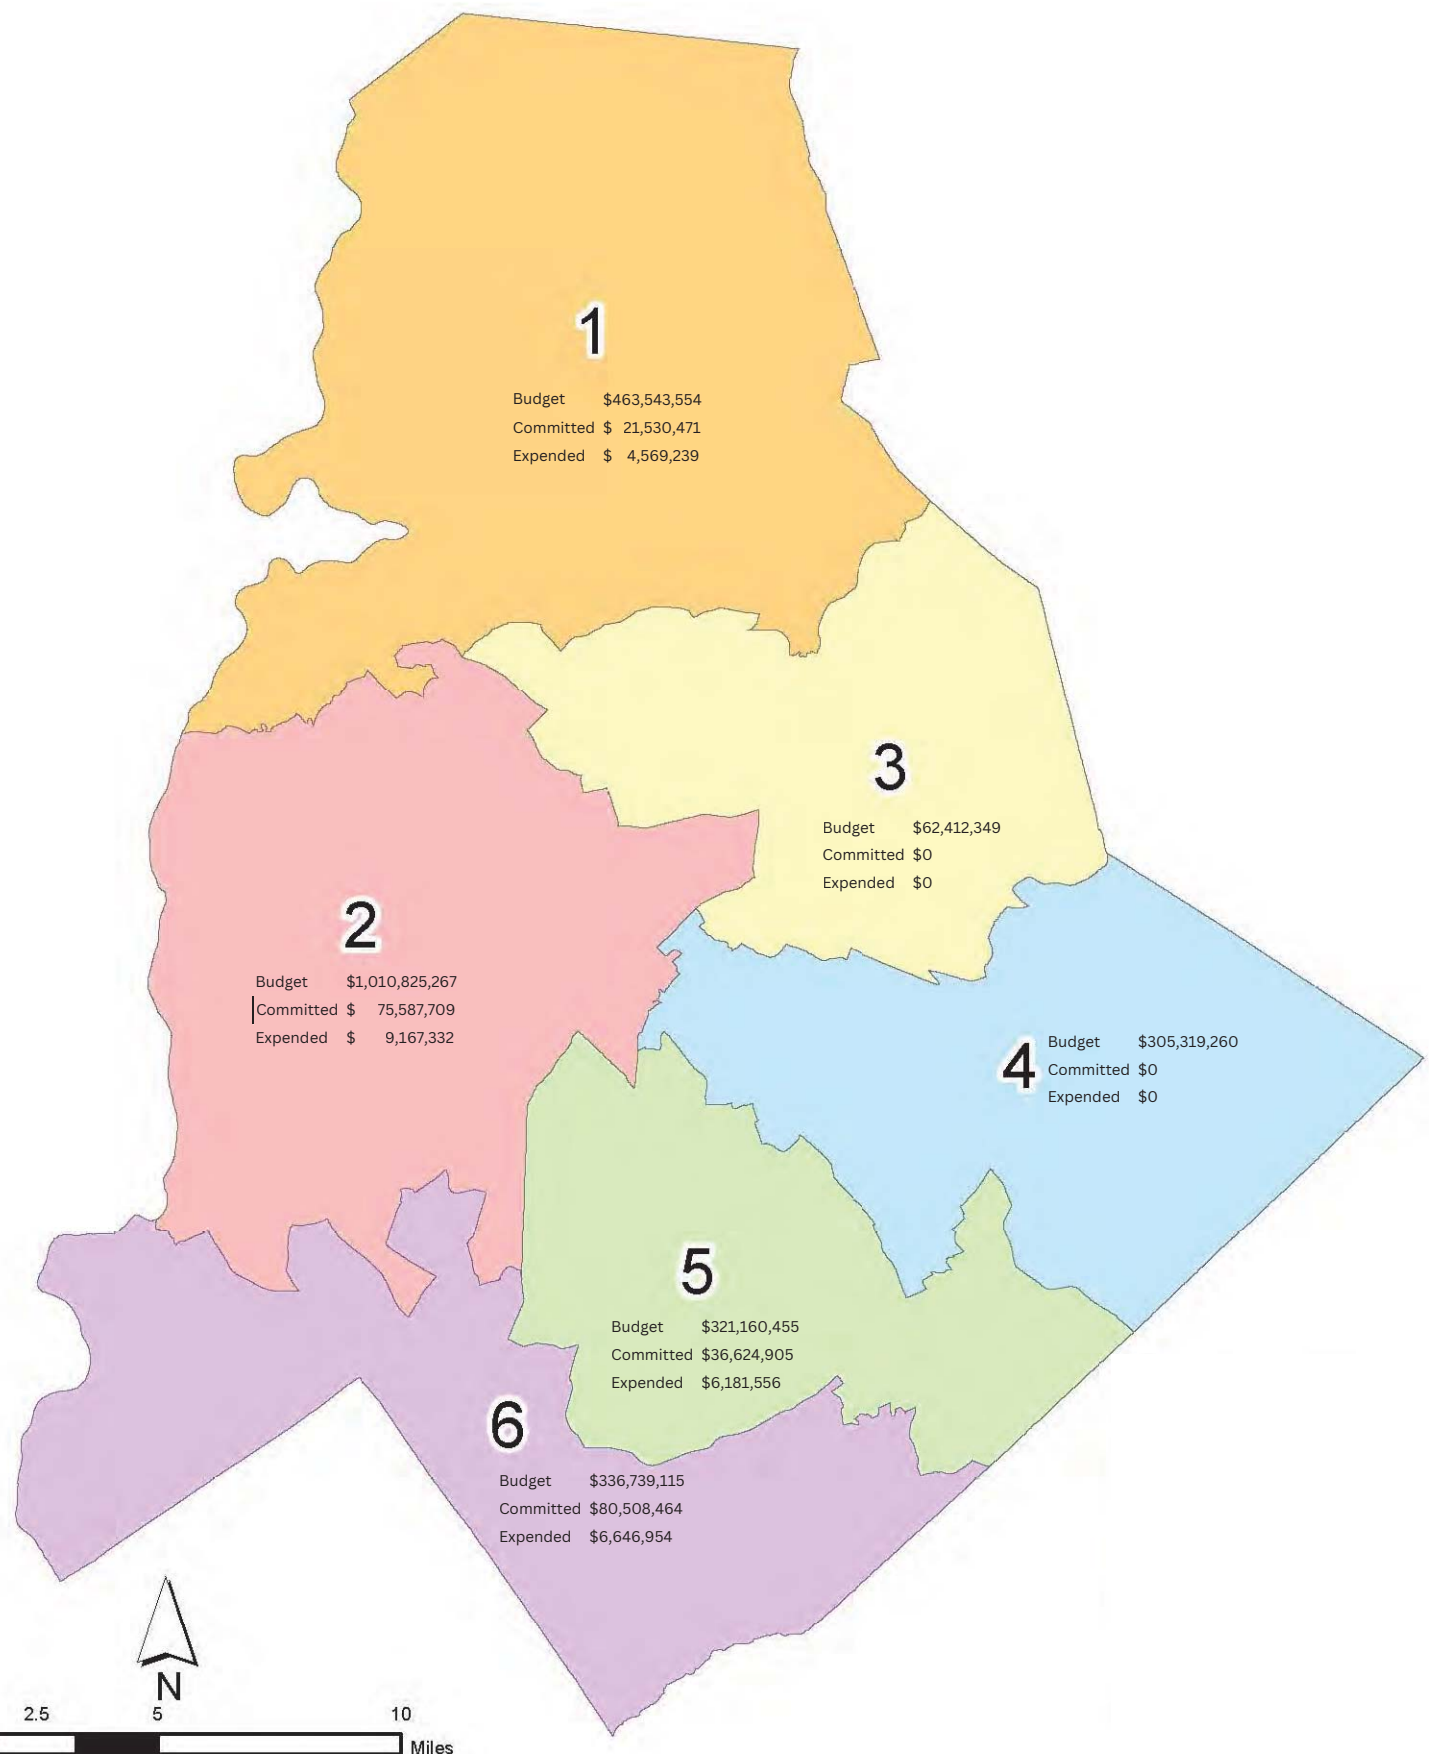 1
Budget $463,543,554
Committed $ 21,530,471
Expended $ 4,569,239
3
Budget $62,412,349
Committed $0
Expended $0
2
Budget $1,010,825,267
Committed $ 75,587,709
Expended $ 9,167,332
4
Budget $305,319,260
Committed $0
Expended $0
5
Budget $321,160,455
Committed $36,624,905
Expended $6,181,556
6
Budget $336,739,115
Committed $80,508,464
Expended $6,646,954
N
2.5 5 10
Miles